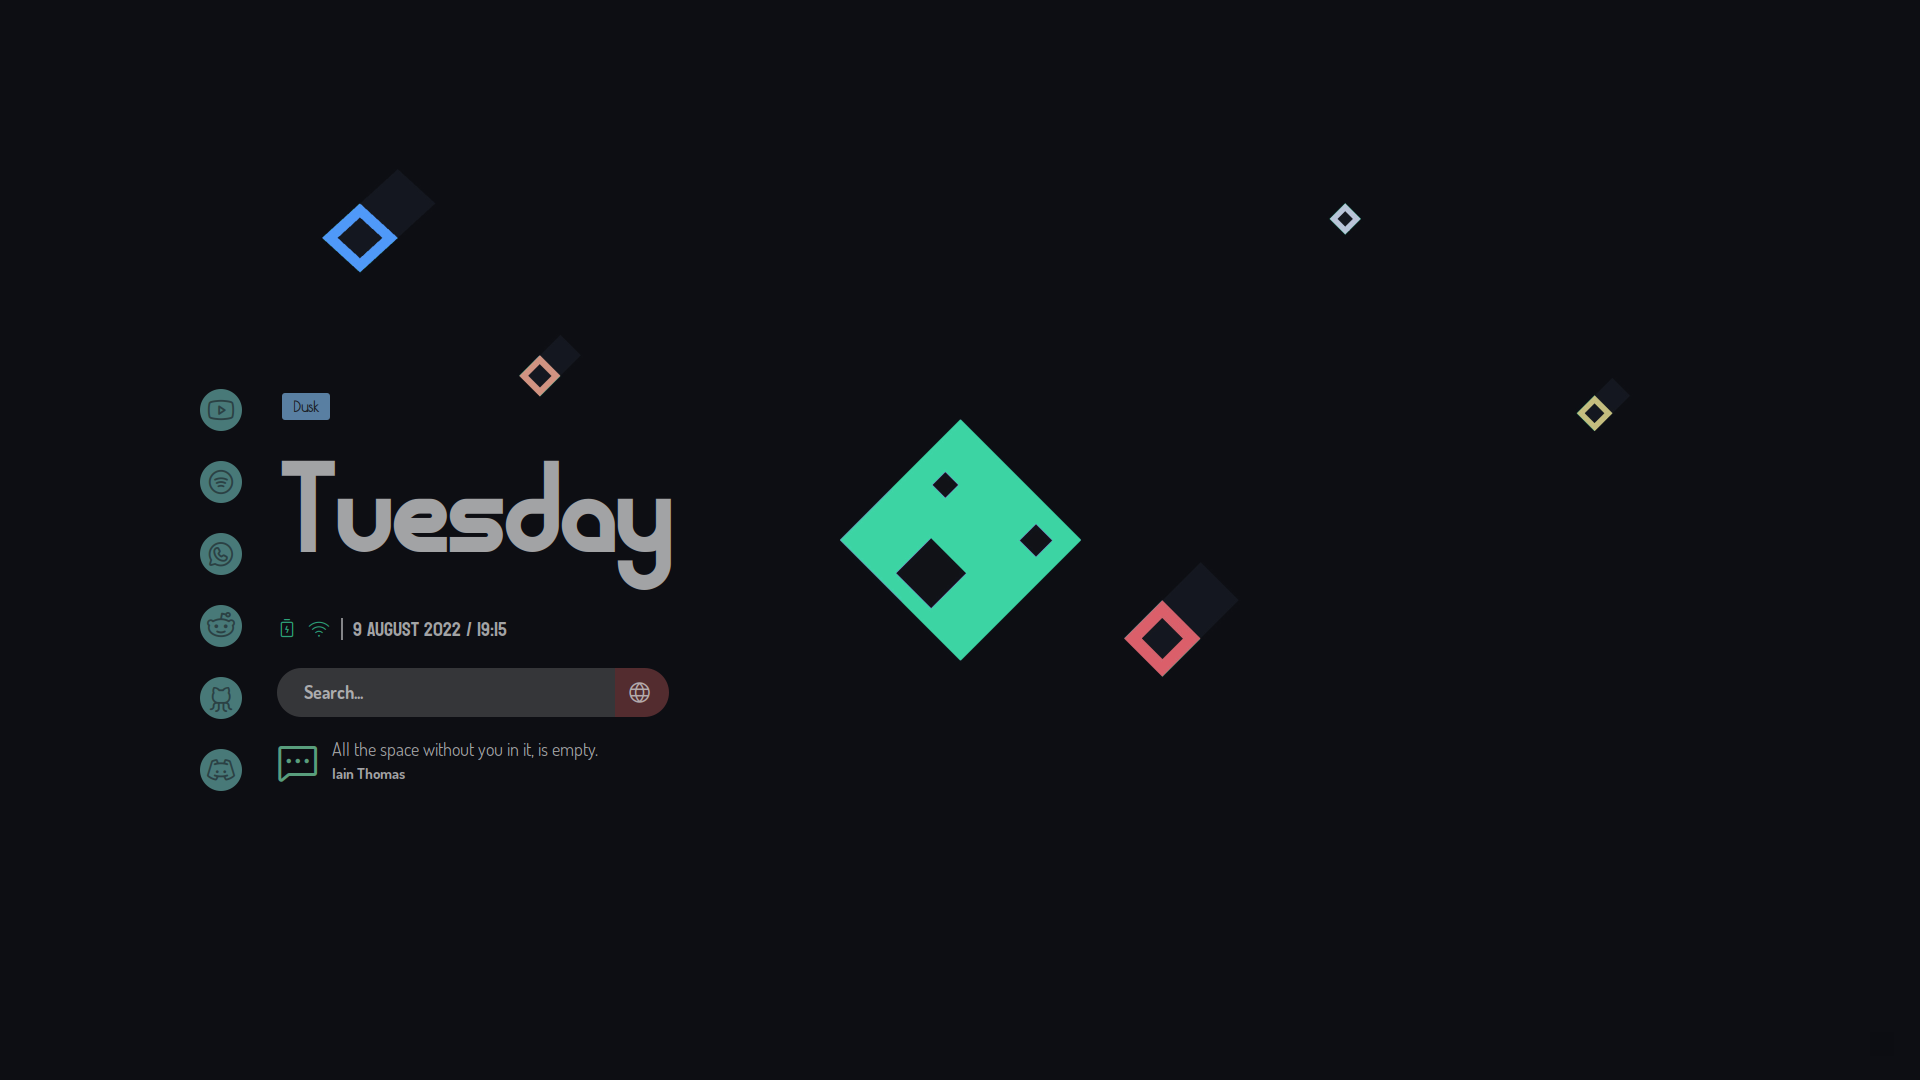 Dusk
Tuesday
9 AUGUST 2022 / 19:15
Search...
All the space without you in it, is empty.
Iain Thomas